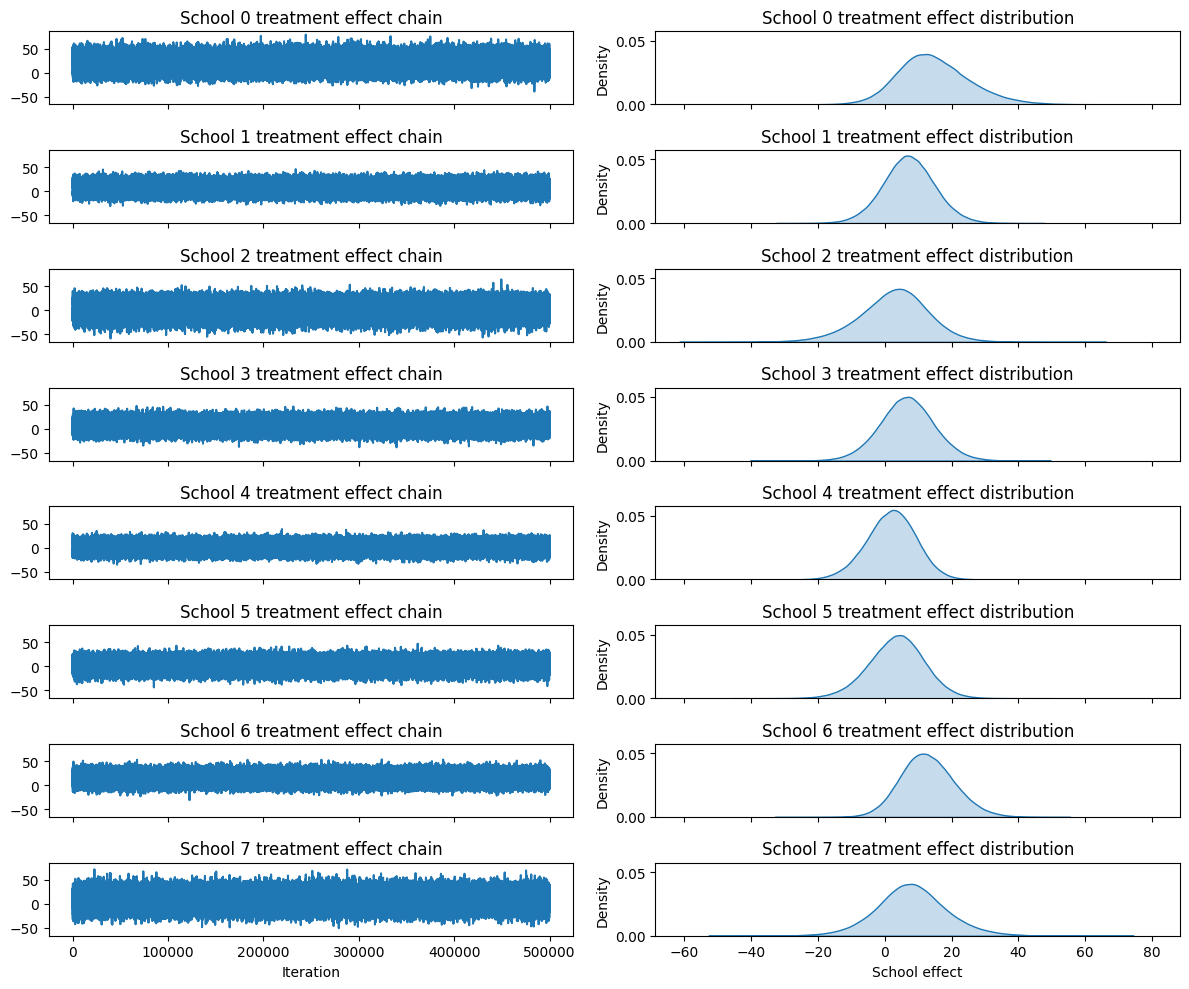 School 0 treatment effect chain
50
0
−50
School 0 treatment effect distribution
Density
0.05
0.00
School 1 treatment effect chain
50
0
−50
School 1 treatment effect distribution
Density
0.05
0.00
School 2 treatment effect chain
50
0
−50
School 2 treatment effect distribution
Density
0.05
0.00
School 3 treatment effect chain
50
0
−50
School 3 treatment effect distribution
Density
0.05
0.00
School 4 treatment effect chain
50
0
−50
School 4 treatment effect distribution
Density
0.05
0.00
School 5 treatment effect chain
50
0
−50
School 5 treatment effect distribution
Density
0.05
0.00
School 6 treatment effect chain
50
0
−50
School 6 treatment effect distribution
Density
0.05
0.00
School 7 treatment effect chain
50
0
−50
0 100000 200000 300000 400000 500000
Iteration
School 7 treatment effect distribution
Density
0.05
0.00
−60 −40 −20 0 20 40 60 80
School effect